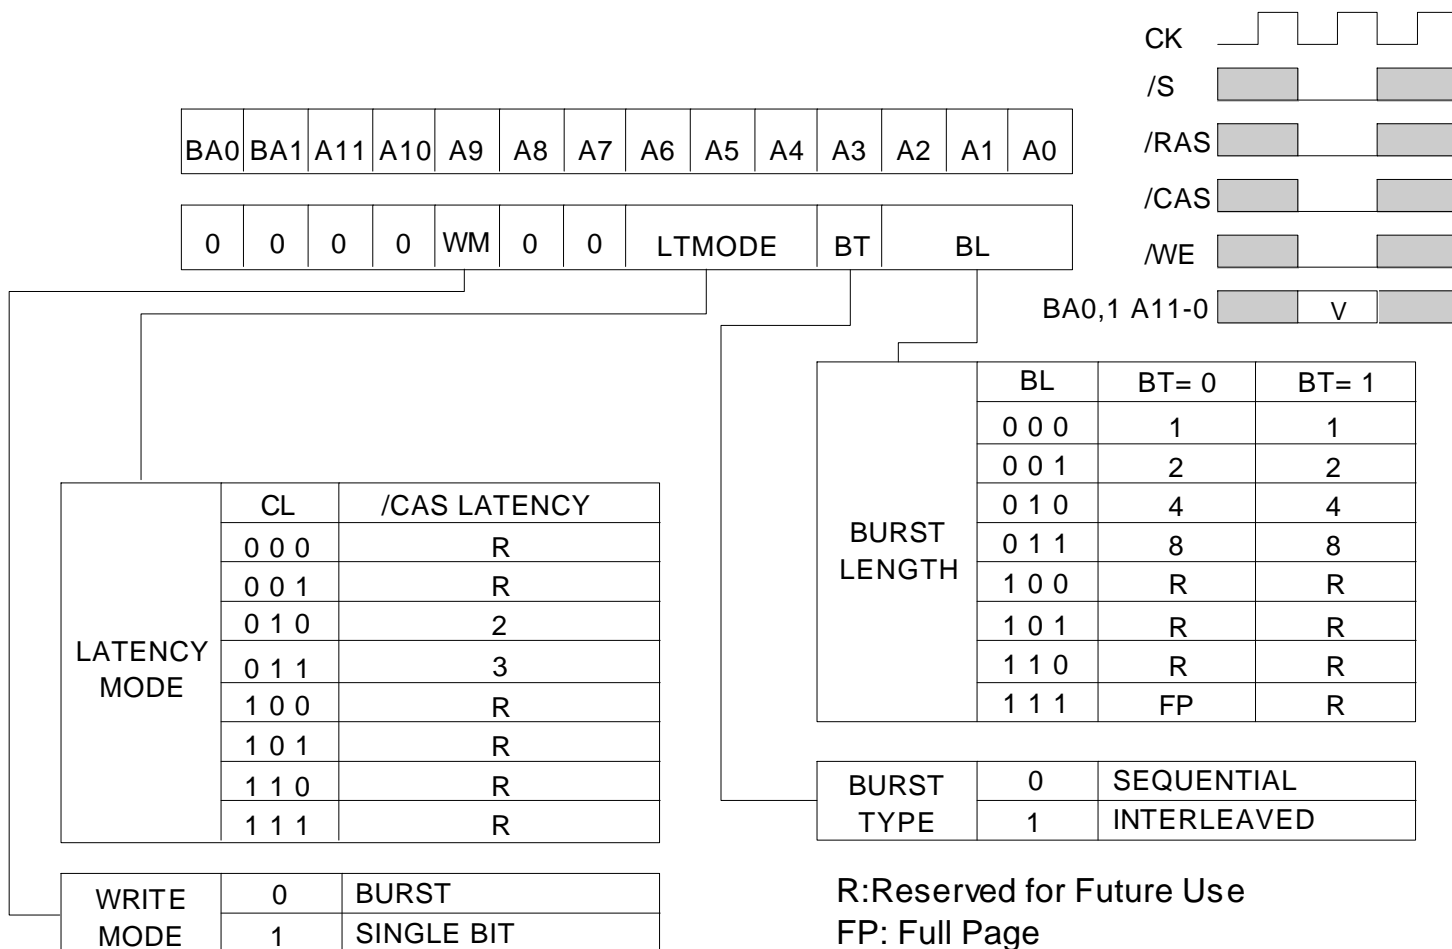 CK
/S
/RAS
/CAS
/WE
BA0,1 A11-0 V
BA0 BA1 A11 A10 A9 A8 A7 A6 A5 A4 A3 A2 A1 A0
0 0 0 0 WM 0 0 LTMODE BT BL
BURST
LENGTH
BL BT= 0 BT= 1
0 0 0 1 1
0 0 1 2 2
0 1 0 4 4
0 1 1 8 8
1 0 0 R R
1 0 1 R R
1 1 0 R R
1 1 1 FP R
LATENCY
MODE
CL /CAS LATENCY
0 0 0 R
0 0 1 R
0 1 0 2
0 1 1 3
1 0 0 R
1 0 1 R
1 1 0 R
1 1 1 R
BURST
TYPE
0 SEQUENTIAL
1 INTERLEAVED
WRITE
MODE
0 BURST
1 SINGLE BIT
R:Reserved for Future Use
FP: Full Page